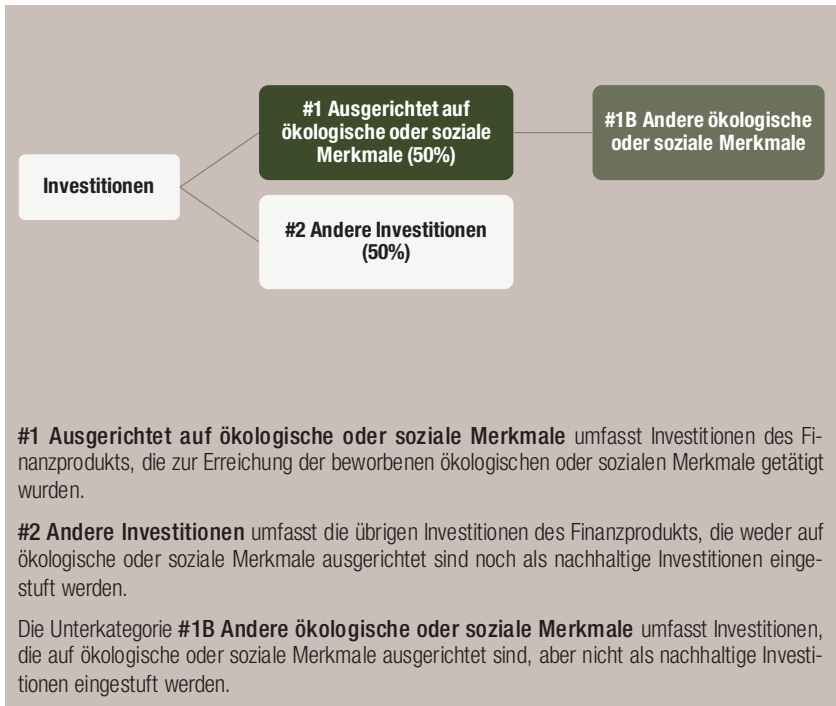 #1 Ausgerichtet auf
ökologische oder soziale
Merkmale (50%)
#1B Andere ökologische
oder soziale Merkmale
Investitionen
#2 Andere Investitionen
(50%)
#1 Ausgerichtet auf ökologische oder soziale Merkmale umfasst Investitionen des Fi-
nanzprodukts, die zur Erreichung der beworbenen ökologischen oder sozialen Merkmale getätigt
wurden.
#2 Andere Investitionen umfasst die übrigen Investitionen des Finanzprodukts, die weder auf
ökologische oder soziale Merkmale ausgerichtet sind noch als nachhaltige Investitionen einge-
stuft werden.
Die Unterkategorie #1B Andere ökologische oder soziale Merkmale umfasst Investitionen,
die auf ökologische oder soziale Merkmale ausgerichtet sind, aber nicht als nachhaltige Investi-
tionen eingestuft werden.